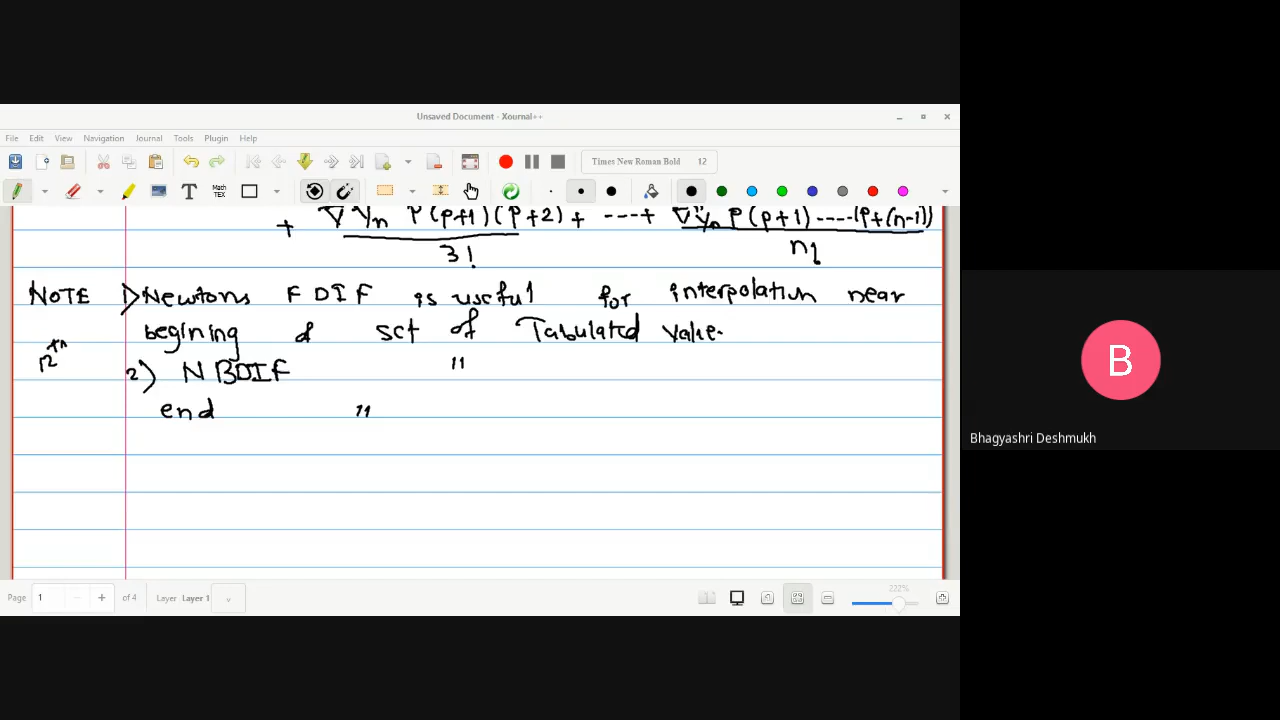 Unsaved Document - Xournal++
File Edit View Navigation Journal Tools Plugin Help
Times New Roman Bold 12
+ ∇ yn P(P+1)(P+2) + ----+ ∇ⁿyn P(P+1)-----(P+(n-1))
3! n!
NOTE 1) Newtons FDIF is useful for interpolation near
begining of set of Tabulated value.
2) NBDIF "
end "
Bhagyashri Deshmukh
B
Page 1 of 4 Layer Layer 1
222%